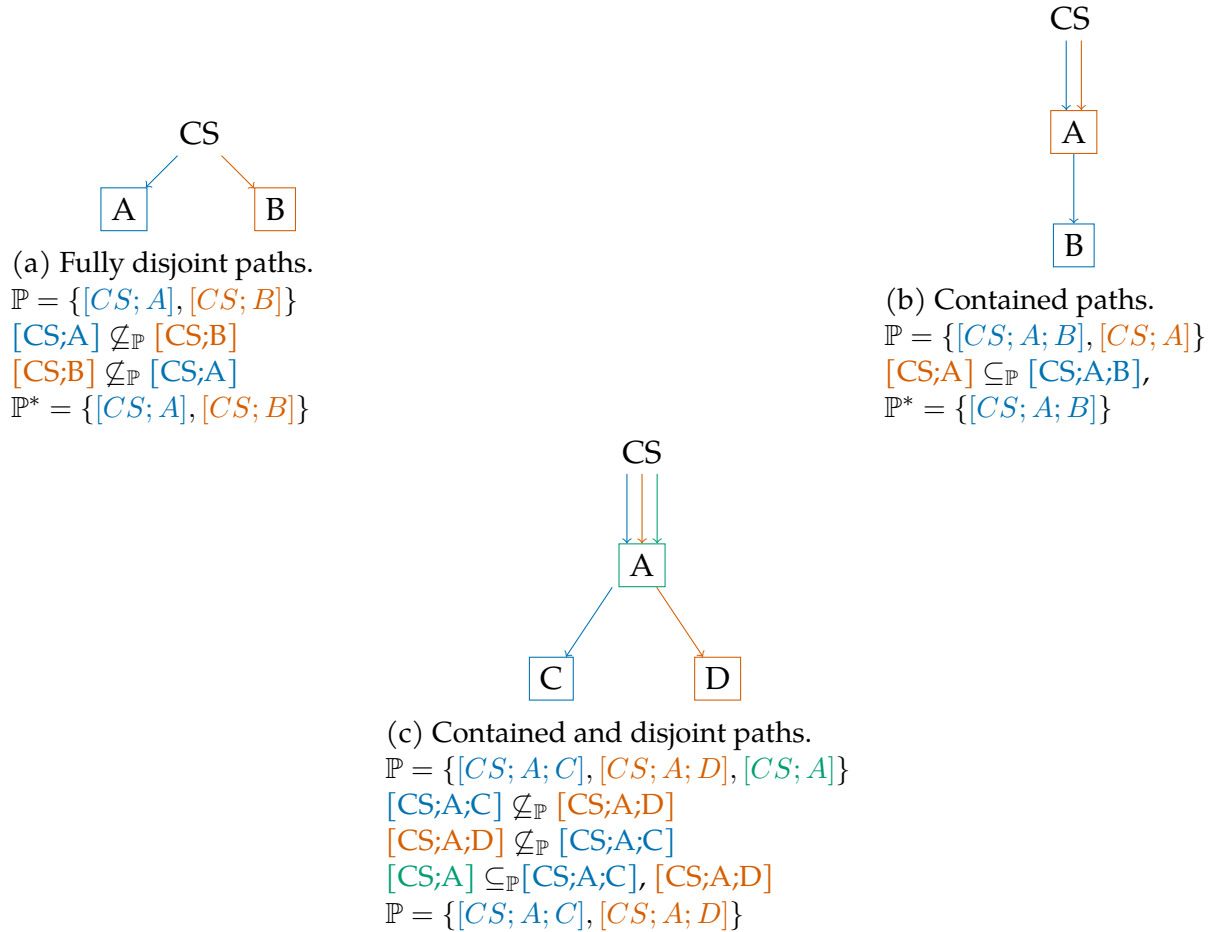 CS
A B
(a) Fully disjoint paths.
ℙ = {[CS; A], [CS; B]}
[CS;A] ⊈ℙ [CS;B]
[CS;B] ⊈ℙ [CS;A]
ℙ* = {[CS; A], [CS; B]}
CS
A
B
(b) Contained paths.
ℙ = {[CS; A; B], [CS; A]}
[CS;A] ⊆ℙ [CS;A;B],
ℙ* = {[CS; A; B]}
CS
A
C D
(c) Contained and disjoint paths.
ℙ = {[CS; A; C], [CS; A; D], [CS; A]}
[CS;A;C] ⊈ℙ [CS;A;D]
[CS;A;D] ⊈ℙ [CS;A;C]
[CS;A] ⊆ℙ[CS;A;C], [CS;A;D]
ℙ = {[CS; A; C], [CS; A; D]}